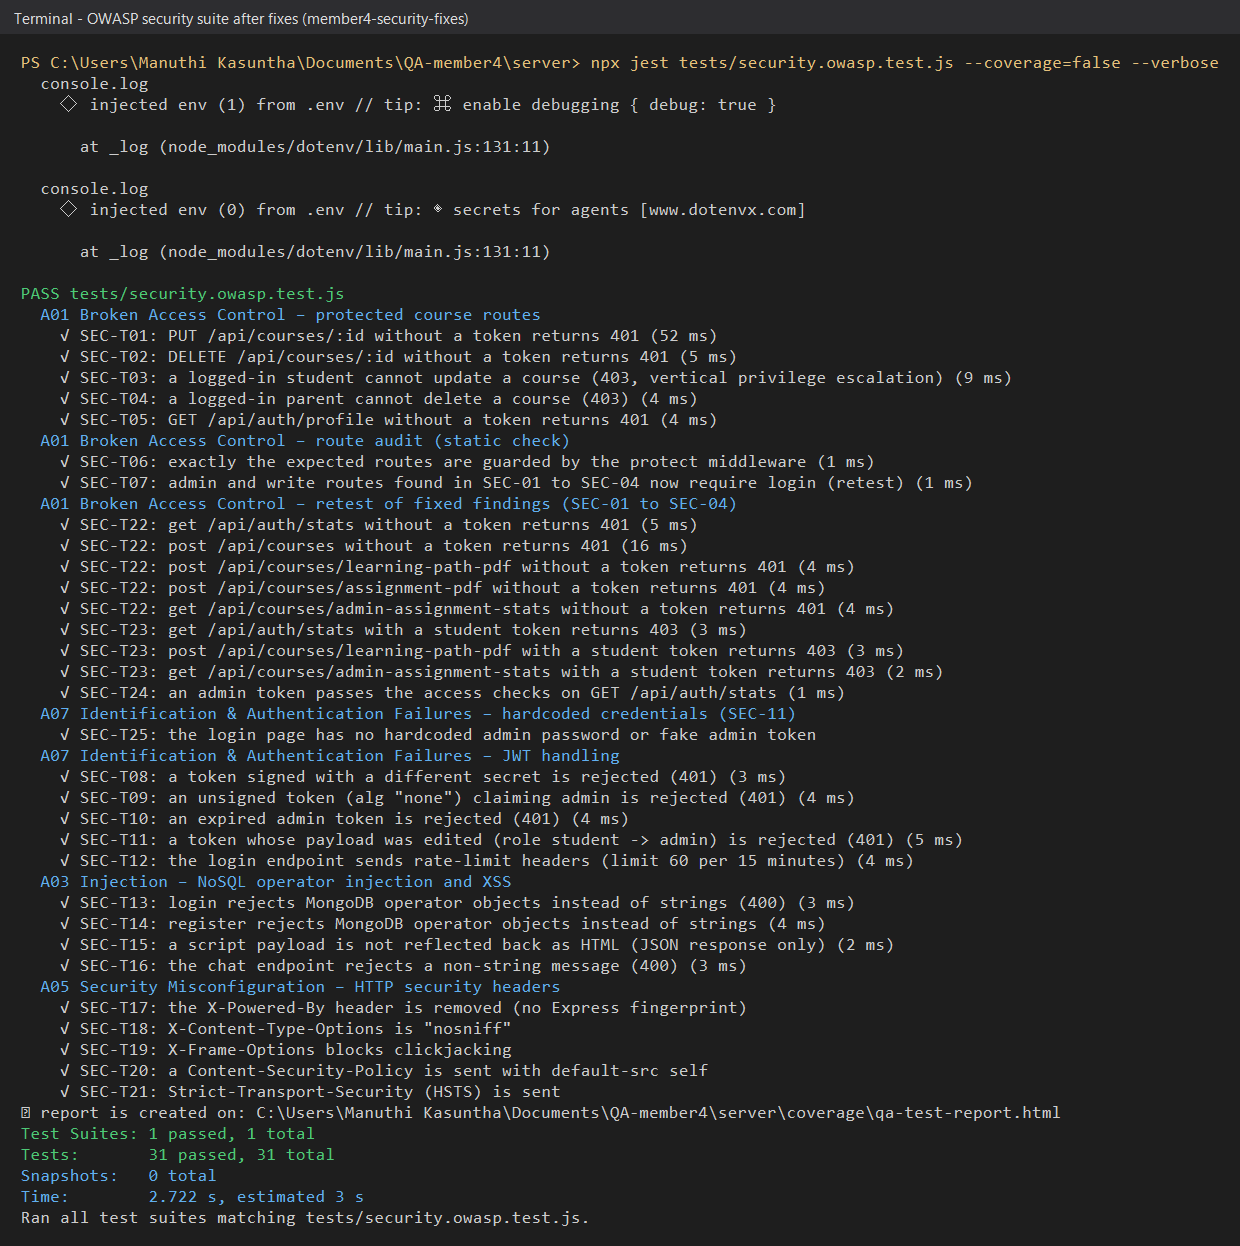 Terminal - OWASP security suite after fixes (member4-security-fixes)
PS C:\Users\Manuthi Kasuntha\Documents\QA-member4\server> npx jest tests/security.owasp.test.js --coverage=false --verbose
console.log
◇ injected env (1) from .env // tip: ⌘ enable debugging { debug: true }
at _log (node_modules/dotenv/lib/main.js:131:11)
console.log
◇ injected env (0) from .env // tip: ◈ secrets for agents [www.dotenvx.com]
at _log (node_modules/dotenv/lib/main.js:131:11)
PASS tests/security.owasp.test.js
A01 Broken Access Control – protected course routes
√ SEC-T01: PUT /api/courses/:id without a token returns 401 (52 ms)
√ SEC-T02: DELETE /api/courses/:id without a token returns 401 (5 ms)
√ SEC-T03: a logged-in student cannot update a course (403, vertical privilege escalation) (9 ms)
√ SEC-T04: a logged-in parent cannot delete a course (403) (4 ms)
√ SEC-T05: GET /api/auth/profile without a token returns 401 (4 ms)
A01 Broken Access Control – route audit (static check)
√ SEC-T06: exactly the expected routes are guarded by the protect middleware (1 ms)
√ SEC-T07: admin and write routes found in SEC-01 to SEC-04 now require login (retest) (1 ms)
A01 Broken Access Control – retest of fixed findings (SEC-01 to SEC-04)
√ SEC-T22: get /api/auth/stats without a token returns 401 (5 ms)
√ SEC-T22: post /api/courses without a token returns 401 (16 ms)
√ SEC-T22: post /api/courses/learning-path-pdf without a token returns 401 (4 ms)
√ SEC-T22: post /api/courses/assignment-pdf without a token returns 401 (4 ms)
√ SEC-T22: get /api/courses/admin-assignment-stats without a token returns 401 (4 ms)
√ SEC-T23: get /api/auth/stats with a student token returns 403 (3 ms)
√ SEC-T23: post /api/courses/learning-path-pdf with a student token returns 403 (3 ms)
√ SEC-T23: get /api/courses/admin-assignment-stats with a student token returns 403 (2 ms)
√ SEC-T24: an admin token passes the access checks on GET /api/auth/stats (1 ms)
A07 Identification & Authentication Failures – hardcoded credentials (SEC-11)
√ SEC-T25: the login page has no hardcoded admin password or fake admin token
A07 Identification & Authentication Failures – JWT handling
√ SEC-T08: a token signed with a different secret is rejected (401) (3 ms)
√ SEC-T09: an unsigned token (alg "none") claiming admin is rejected (401) (4 ms)
√ SEC-T10: an expired admin token is rejected (401) (4 ms)
√ SEC-T11: a token whose payload was edited (role student -> admin) is rejected (401) (5 ms)
√ SEC-T12: the login endpoint sends rate-limit headers (limit 60 per 15 minutes) (4 ms)
A03 Injection – NoSQL operator injection and XSS
√ SEC-T13: login rejects MongoDB operator objects instead of strings (400) (3 ms)
√ SEC-T14: register rejects MongoDB operator objects instead of strings (4 ms)
√ SEC-T15: a script payload is not reflected back as HTML (JSON response only) (2 ms)
√ SEC-T16: the chat endpoint rejects a non-string message (400) (3 ms)
A05 Security Misconfiguration – HTTP security headers
√ SEC-T17: the X-Powered-By header is removed (no Express fingerprint)
√ SEC-T18: X-Content-Type-Options is "nosniff"
√ SEC-T19: X-Frame-Options blocks clickjacking
√ SEC-T20: a Content-Security-Policy is sent with default-src self
√ SEC-T21: Strict-Transport-Security (HSTS) is sent
report is created on: C:\Users\Manuthi Kasuntha\Documents\QA-member4\server\coverage\qa-test-report.html
Test Suites: 1 passed, 1 total
Tests: 31 passed, 31 total
Snapshots: 0 total
Time: 2.722 s, estimated 3 s
Ran all test suites matching tests/security.owasp.test.js.